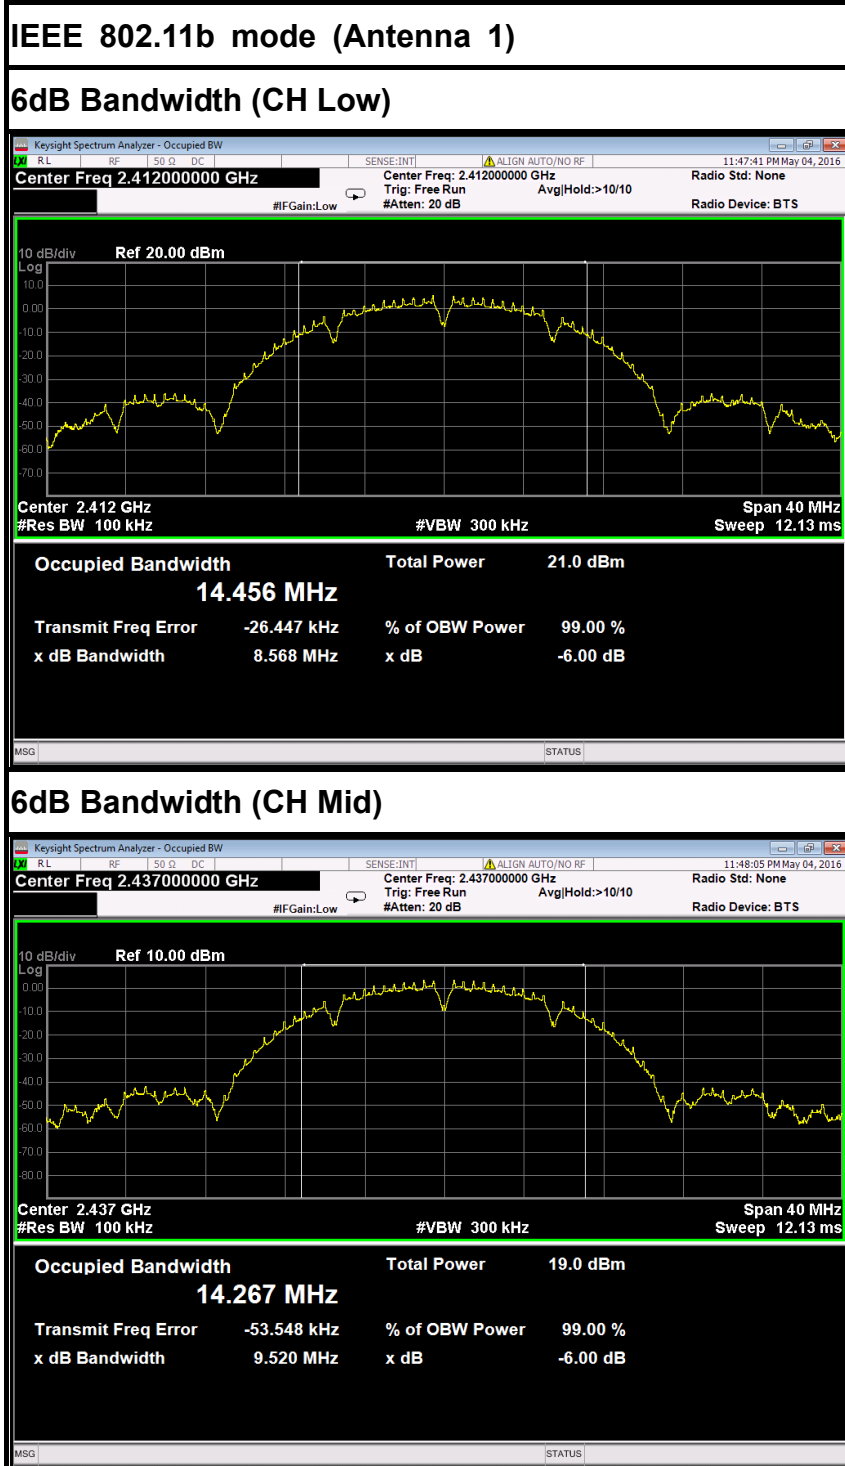 IEEE 802.11b mode (Antenna 1)
6dB Bandwidth (CH Low)
Keysight Spectrum Analyzer - Occupied BW
LXI RL RF 50 Ω DC SENSE:INT ALIGN AUTO/NO RF 11:47:41 PM May 04, 2016
Center Freq 2.412000000 GHz
Center Freq: 2.412000000 GHz
Radio Std: None
Trig: Free Run Avg|Hold:>10/10
#IFGain:Low
#Atten: 20 dB
Radio Device: BTS
10 dB/div Ref 20.00 dBm
Log
10.0
0.00
-10.0
-20.0
-30.0
-40.0
-50.0
-60.0
-70.0
Center 2.412 GHz Span 40 MHz
#Res BW 100 kHz #VBW 300 kHz Sweep 12.13 ms
Occupied Bandwidth Total Power 21.0 dBm
14.456 MHz
Transmit Freq Error -26.447 kHz % of OBW Power 99.00 %
x dB Bandwidth 8.568 MHz x dB -6.00 dB
MSG STATUS
6dB Bandwidth (CH Mid)
Keysight Spectrum Analyzer - Occupied BW
LXI RL RF 50 Ω DC SENSE:INT ALIGN AUTO/NO RF 11:48:05 PM May 04, 2016
Center Freq 2.437000000 GHz
Center Freq: 2.437000000 GHz
Radio Std: None
Trig: Free Run Avg|Hold:>10/10
#IFGain:Low
#Atten: 20 dB
Radio Device: BTS
10 dB/div Ref 10.00 dBm
Log
0.00
-10.0
-20.0
-30.0
-40.0
-50.0
-60.0
-70.0
-80.0
Center 2.437 GHz Span 40 MHz
#Res BW 100 kHz #VBW 300 kHz Sweep 12.13 ms
Occupied Bandwidth Total Power 19.0 dBm
14.267 MHz
Transmit Freq Error -53.548 kHz % of OBW Power 99.00 %
x dB Bandwidth 9.520 MHz x dB -6.00 dB
MSG STATUS